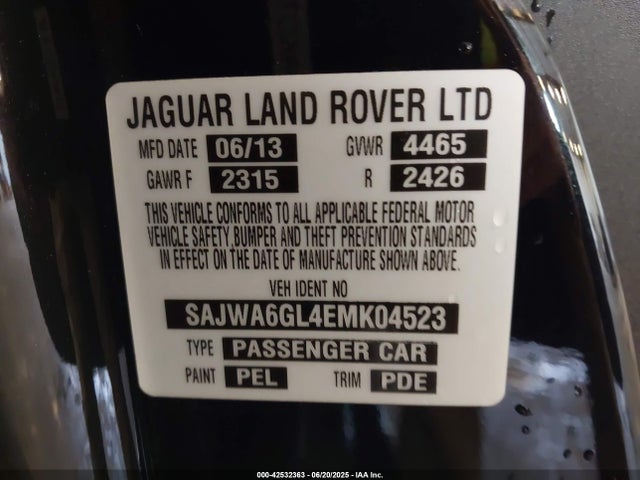 JAGUAR LAND ROVER LTD
MFD DATE 06/13 GVWR 4465
GAWR F 2315 R 2426
THIS VEHICLE CONFORMS TO ALL APPLICABLE FEDERAL MOTOR
VEHICLE SAFETY,BUMPER AND THEFT PREVENTION STANDARDS
IN EFFECT ON THE DATE OF MANUFACTURE SHOWN ABOVE.
VEH IDENT NO
SAJWA6GL4EMK04523
TYPE PASSENGER CAR
PAINT PEL TRIM PDE
000-42532363 - 06/20/2025 - IAA Inc.